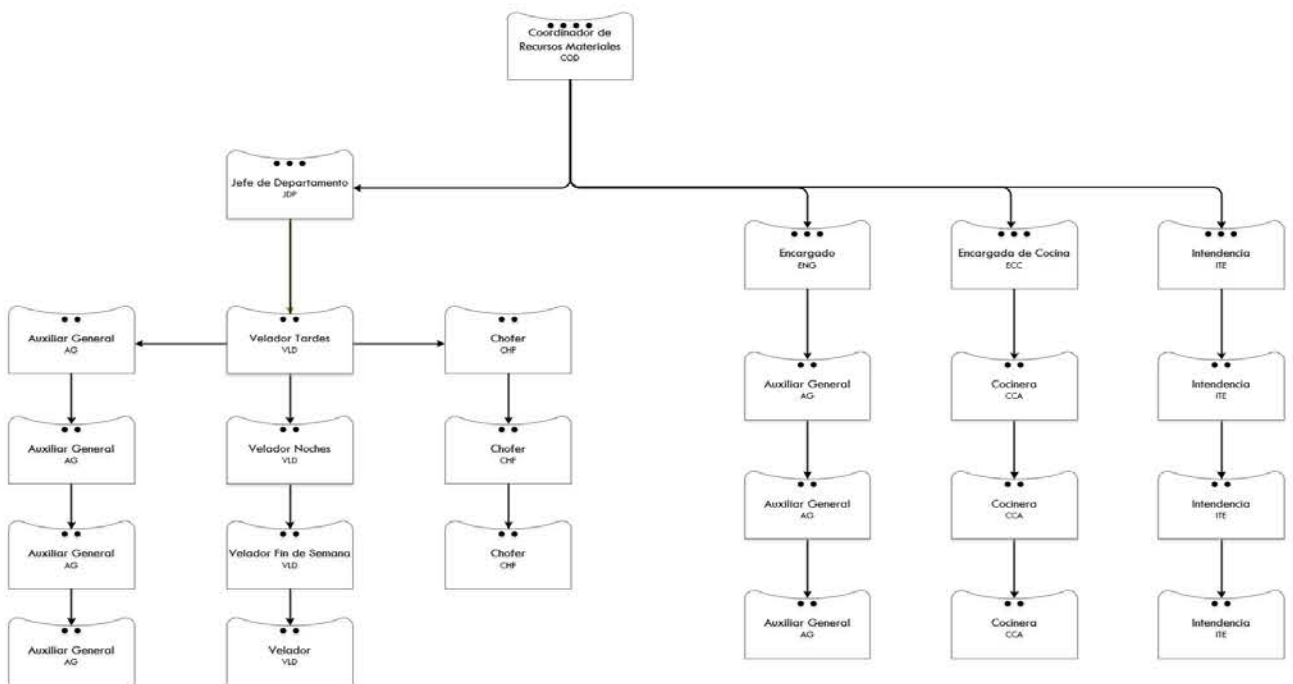 Coordinador de
Recursos Materiales
COD
Jefe de Departamento
JDP
Encargado
ENG
Encargada de Cocina
ECC
Intendencia
ITE
Auxiliar General
AG
Velador Tardes
VLD
Chofer
CHF
Auxiliar General
AG
Cocinera
CCA
Intendencia
ITE
Auxiliar General
AG
Velador Noches
VLD
Chofer
CHF
Auxiliar General
AG
Cocinera
CCA
Intendencia
ITE
Auxiliar General
AG
Velador Fin de Semana
VLD
Chofer
CHF
Auxiliar General
AG
Cocinera
CCA
Intendencia
ITE
Auxiliar General
AG
Velador
VLD